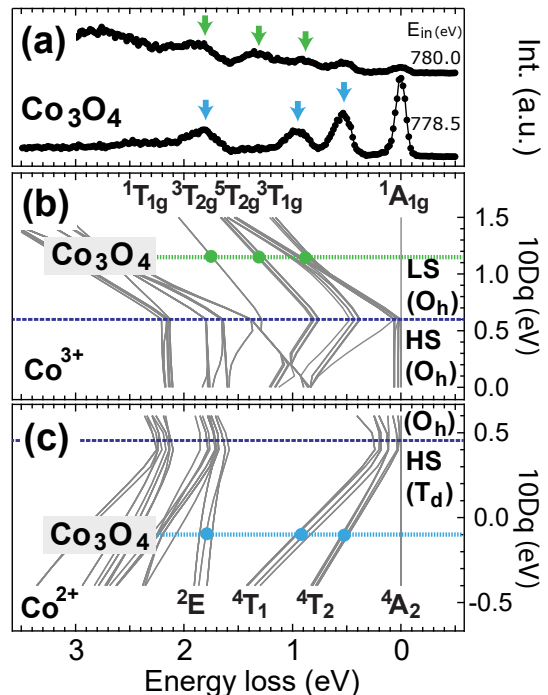 (a)
E_in (eV)
780.0
Co₃O₄
778.5
Int. (a.u.)
(b)
¹T₁g ³T₂g ⁵T₂g ³T₁g
¹A₁g
1.5
Co₃O₄
LS
(Oₕ)
1.0
10Dq (eV)
0.5
HS
(Oₕ)
Co³⁺
0.0
(c)
(Oₕ)
0.5
HS
(T_d)
Co₃O₄
0.0
10Dq (eV)
Co²⁺
²E
⁴T₁
⁴T₂
⁴A₂
-0.5
3
2
1
0
Energy loss (eV)